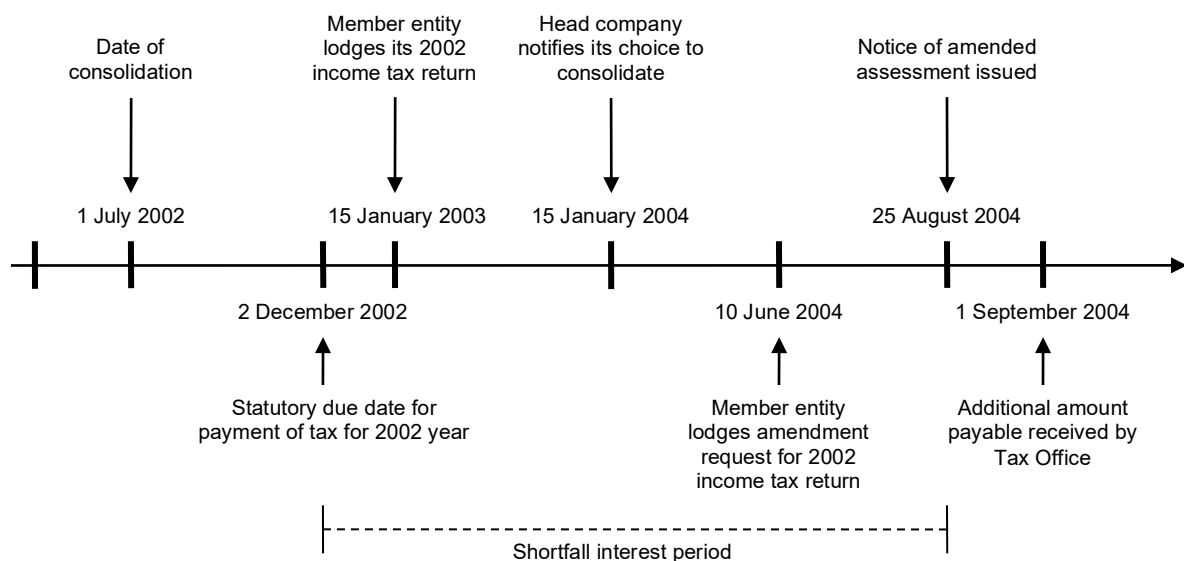 Date of
consolidation
Member entity
lodges its 2002
income tax return
Head company
notifies its choice to
consolidate
Notice of amended
assessment issued
1 July 2002
15 January 2003
15 January 2004
25 August 2004
2 December 2002
10 June 2004
1 September 2004
Statutory due date for
payment of tax for 2002 year
Member entity
lodges amendment
request for 2002
income tax return
Additional amount
payable received by
Tax Office
Shortfall interest period